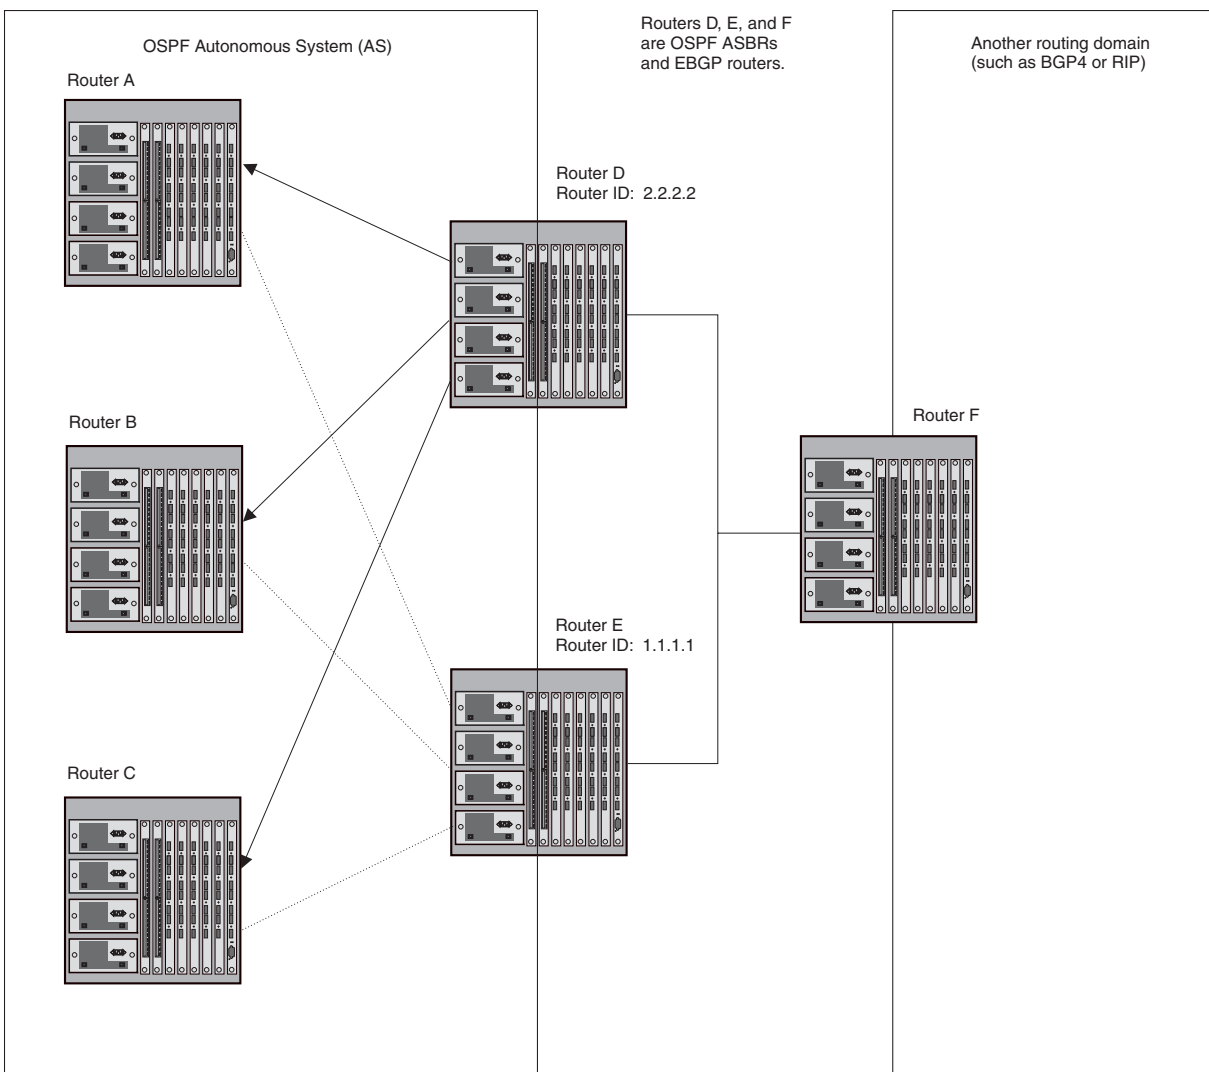 OSPF Autonomous System (AS)
Routers D, E, and F
are OSPF ASBRs
and EBGP routers.
Another routing domain
(such as BGP4 or RIP)
Router A
Router D
Router ID: 2.2.2.2
Router B
Router F
Router E
Router ID: 1.1.1.1
Router C